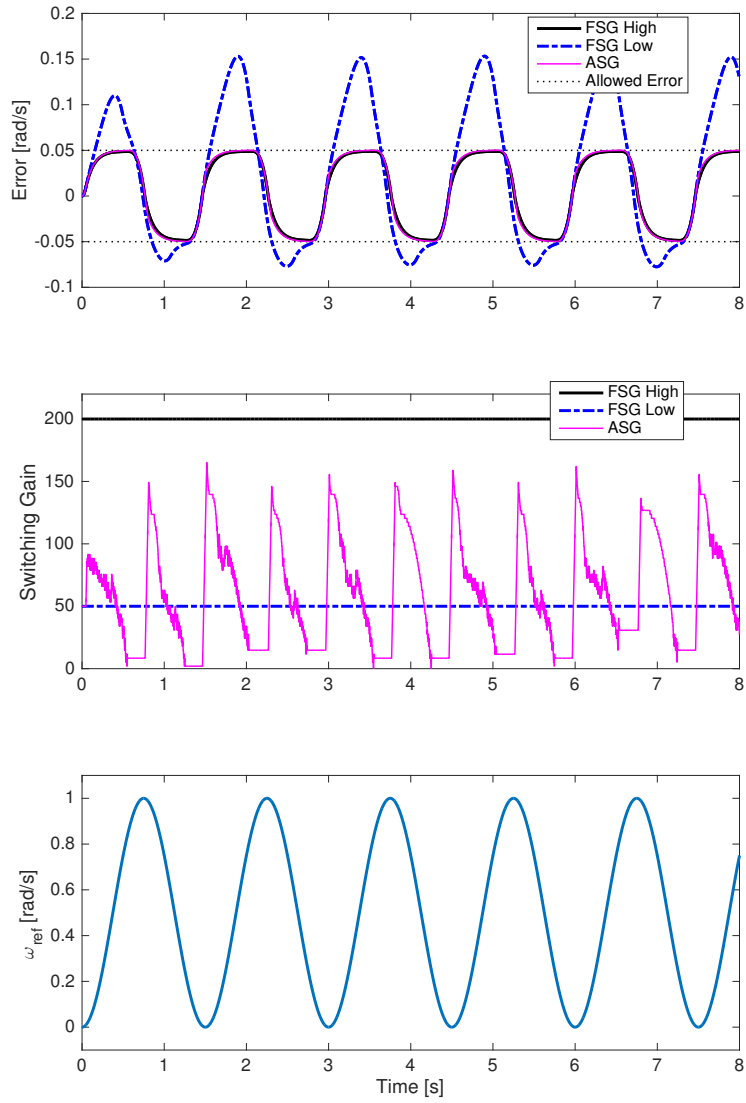 FSG High
FSG Low
ASG
Allowed Error
Error [rad/s]
0.2
0.15
0.1
0.05
0
-0.05
-0.1
0 1 2 3 4 5 6 7 8
FSG High
FSG Low
ASG
Switching Gain
200
150
100
50
0
0 1 2 3 4 5 6 7 8
ω_ref [rad/s]
1
0.8
0.6
0.4
0.2
0
0 1 2 3 4 5 6 7 8
Time [s]